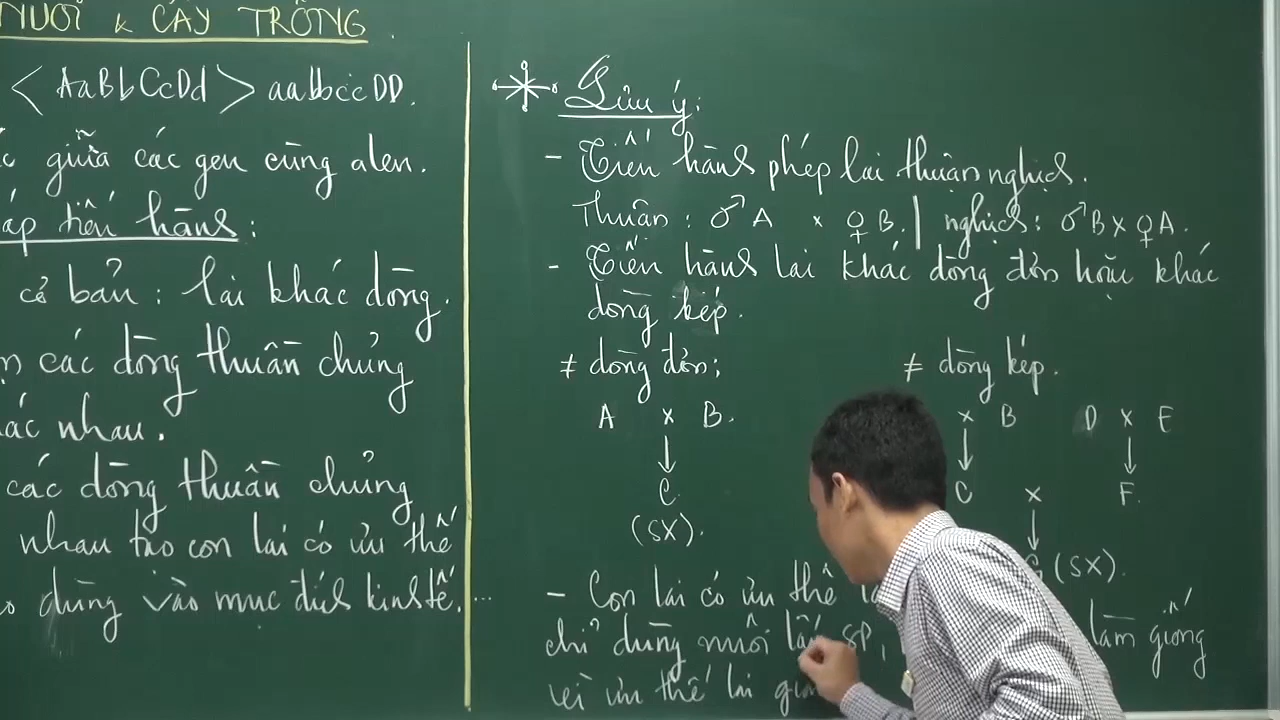 NUÔI & CÂY TRỒNG
< AaBbCcDd > aabbccDD.
giữa các gen cùng alen.
áp tiến hành:
cơ bản: lai khác dòng.
các dòng thuần chủng
ác nhau.
các dòng thuần chủng
nhau tạo con lai có ưu thế
dùng vào mục đích kinh tế....
Lưu ý:
- Tiến hành phép lai thuận nghịch.
Thuận: ♂A x ♀B. | nghịch: ♂B x ♀A.
- Tiến hành lai khác dòng đơn hoặc khác
dòng kép.
≠ dòng đơn:
A x B.
↓
C
(SX).
≠ dòng kép.
x B D x E
↓ ↓
C x F.
↓
(SX).
- Con lai có ưu thế
chỉ dùng nuôi lấy SP, làm giống
vì ưu thế lai